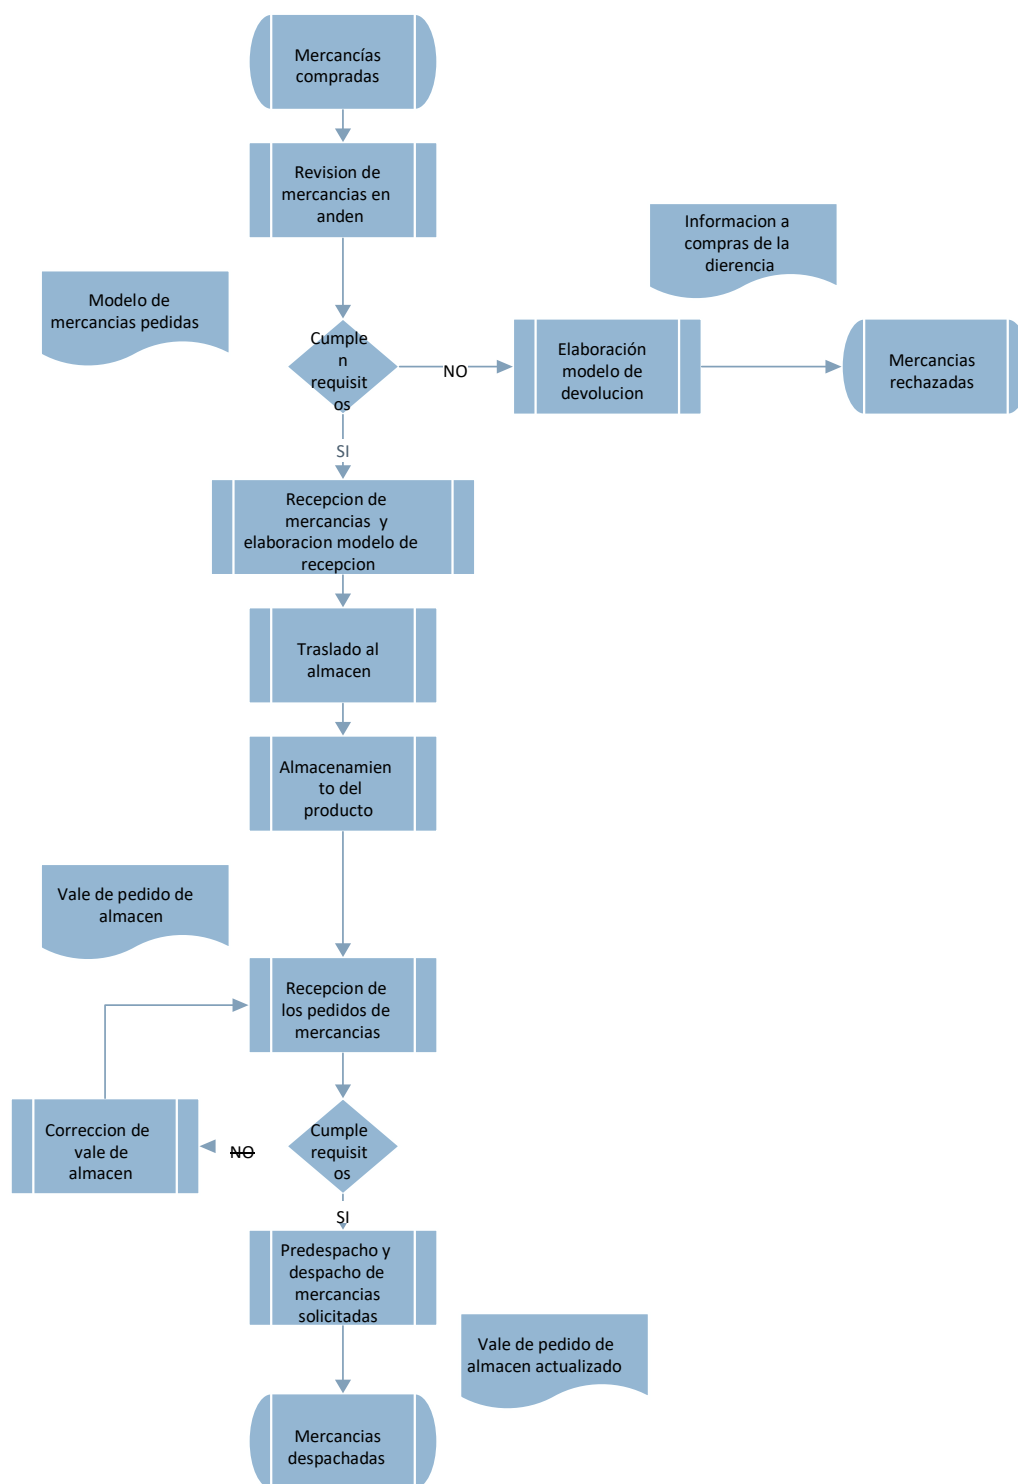 Mercancías
compradas
Revision de
mercancias en
anden
Informacion a
compras de la
dierencia
Modelo de
mercancias pedidas
Cumple
n
requisit
os
NO
Elaboración
modelo de
devolucion
Mercancias
rechazadas
SI
Recepcion de
mercancias y
elaboracion modelo de
recepcion
Traslado al
almacen
Almacenamien
to del
producto
Vale de pedido de
almacen
Recepcion de
los pedidos de
mercancias
Correccion de
vale de
almacen
NO
Cumple
requisit
os
SI
Predespacho y
despacho de
mercancias
solicitadas
Vale de pedido de
almacen actualizado
Mercancias
despachadas